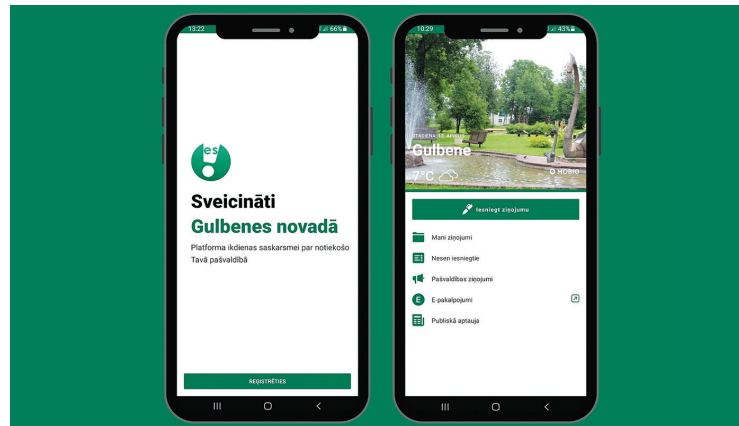 13:22
66%
es
Sveicināti
Gulbenes novadā
Platforma ikdienas saskarsmei par notiekošo
Tavā pašvaldībā
REĢISTRĒTIES
10:29
43%
Gulbene
7°C
MOBIO
Iesniegt ziņojumu
Mani ziņojumi
Nesen iesniegtie
Pašvaldības ziņojumi
E
E-pakalpojumi
Publiskā aptauja